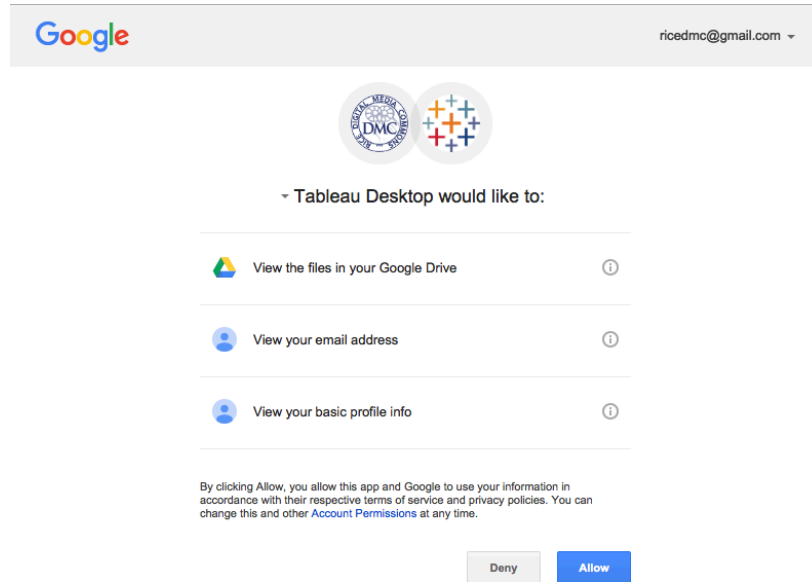 Google
ricedmc@gmail.com
RICE DIGITAL MEDIA COMMONS
DMC
Tableau Desktop would like to:
View the files in your Google Drive
View your email address
View your basic profile info
By clicking Allow, you allow this app and Google to use your information in
accordance with their respective terms of service and privacy policies. You can
change this and other Account Permissions at any time.
Deny
Allow